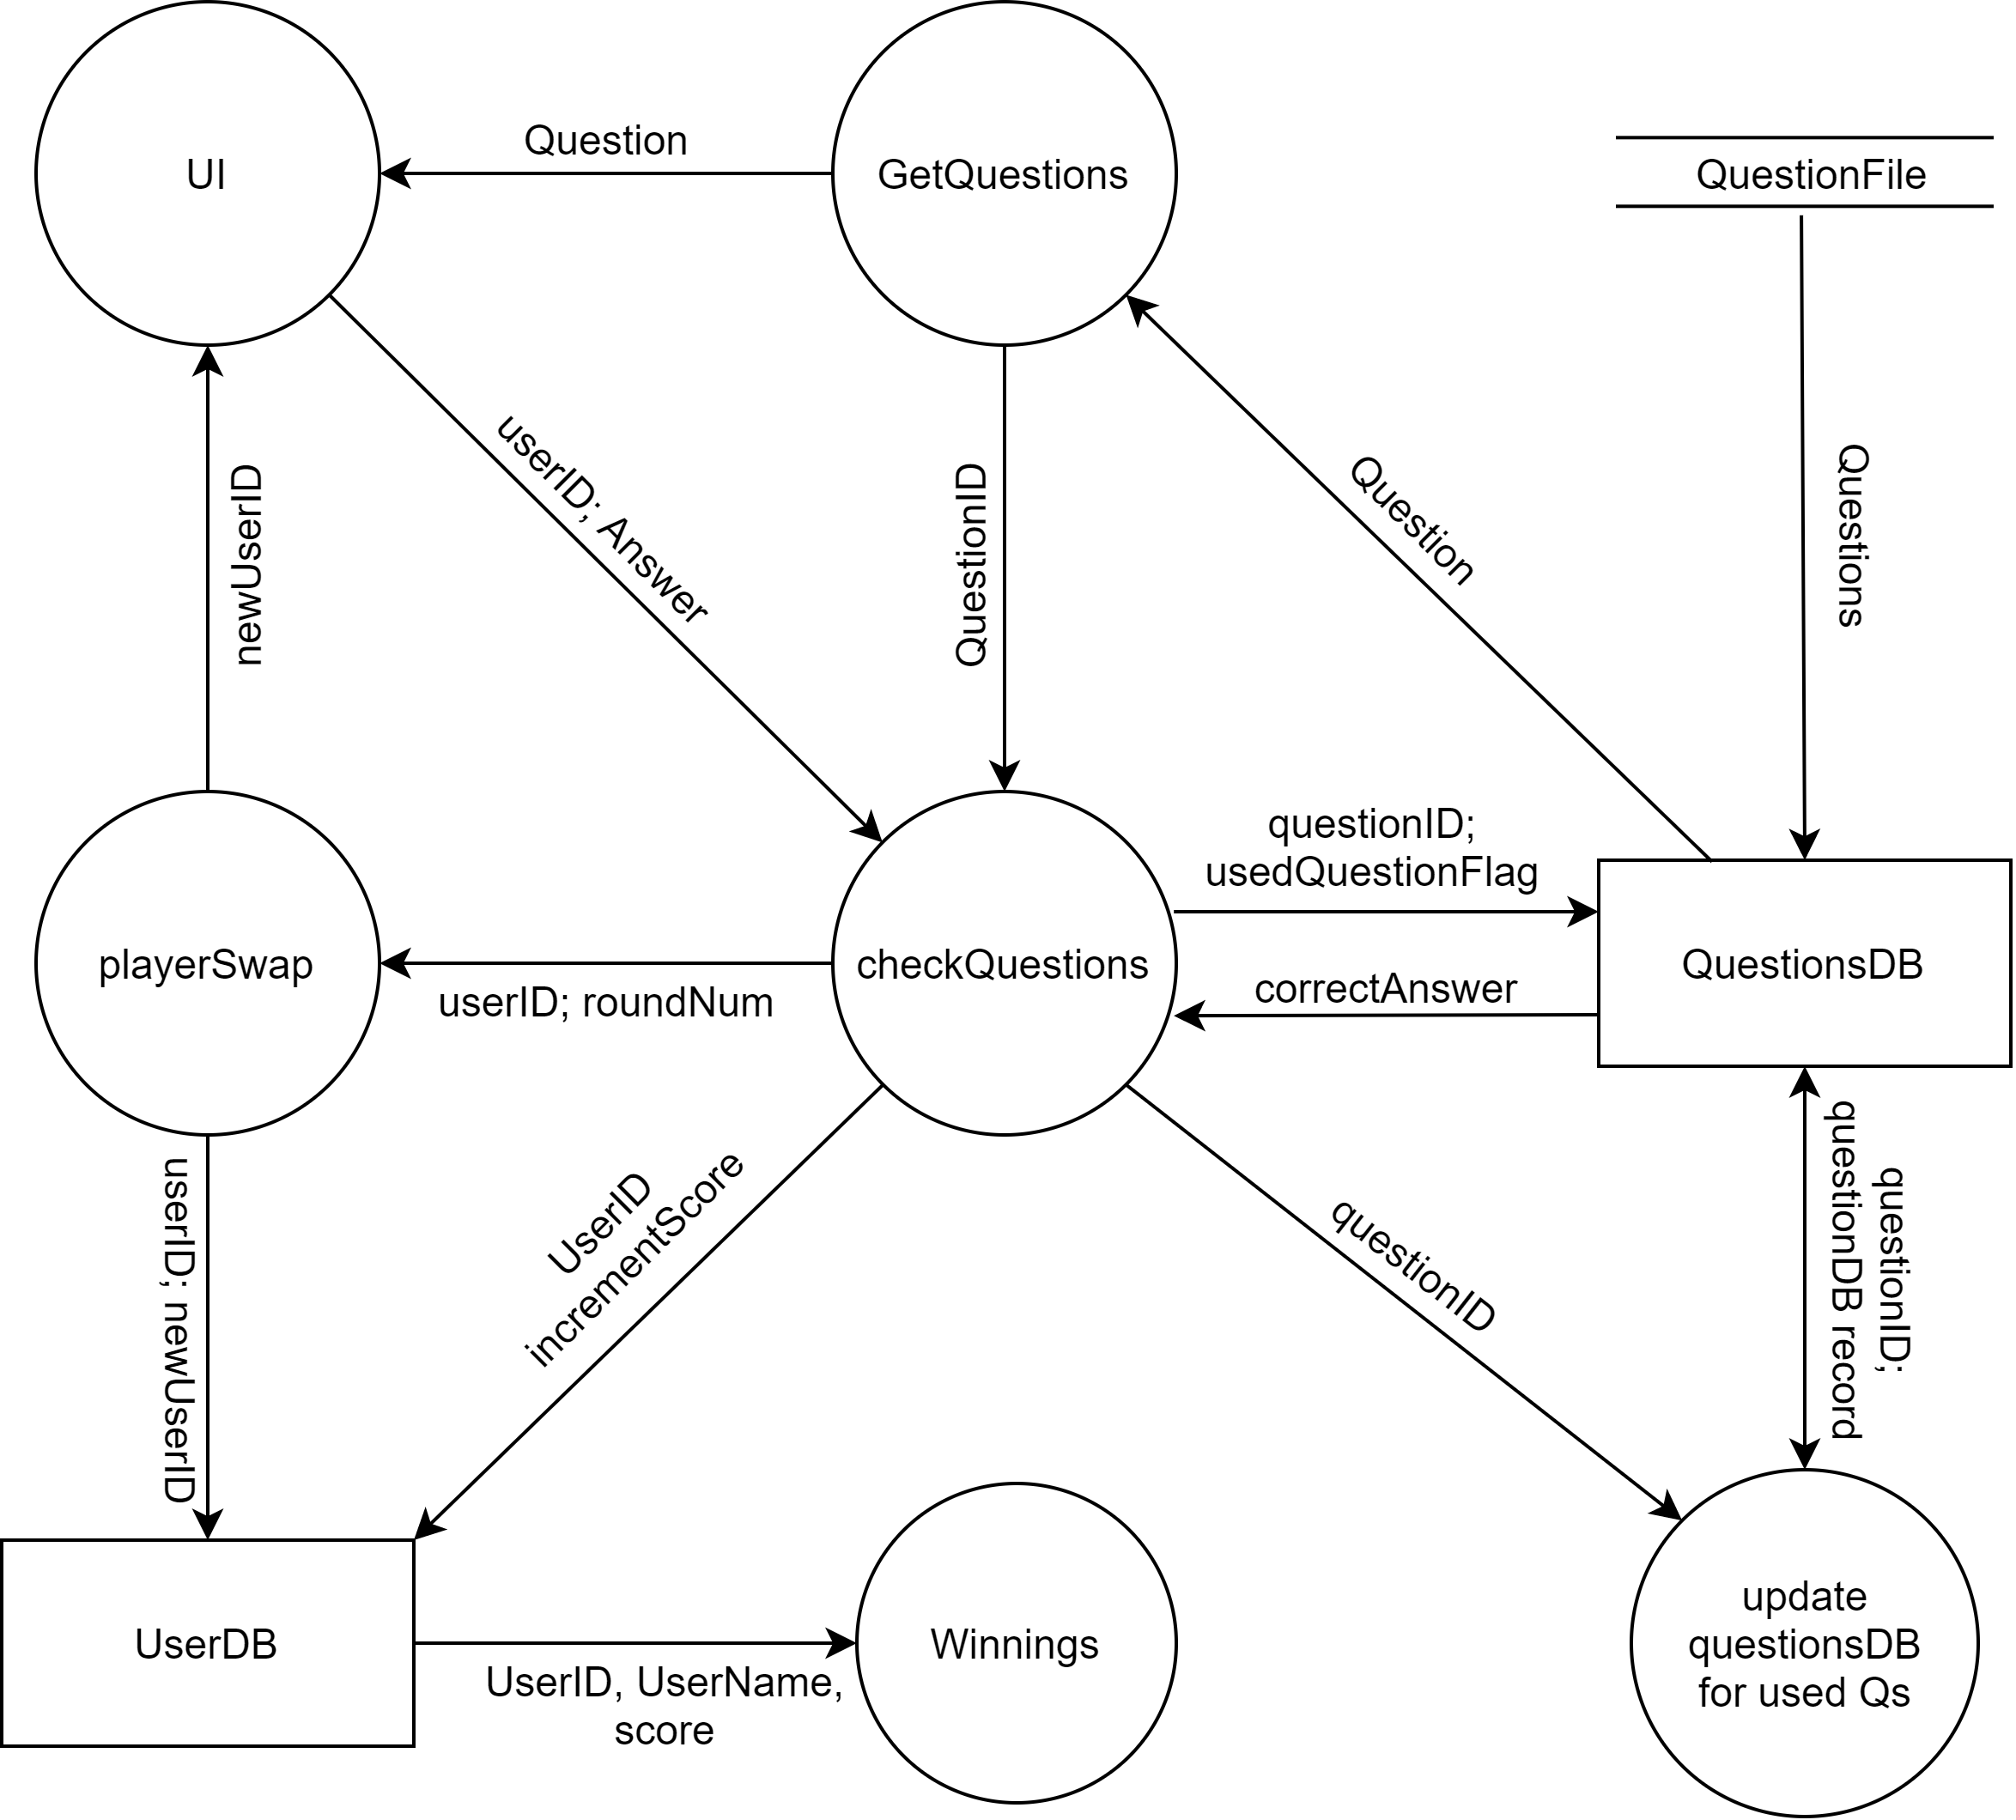 Question
UI
GetQuestions
QuestionFile
newUserID
userID; Answer
QuestionID
Question
Questions
questionID;
usedQuestionFlag
playerSwap
checkQuestions
QuestionsDB
correctAnswer
userID; roundNum
userID; newUserID
UserID
incrementScore
questionID
questionID;
questionDB record
UserDB
UserID, UserName,
score
Winnings
update
questionsDB
for used Qs